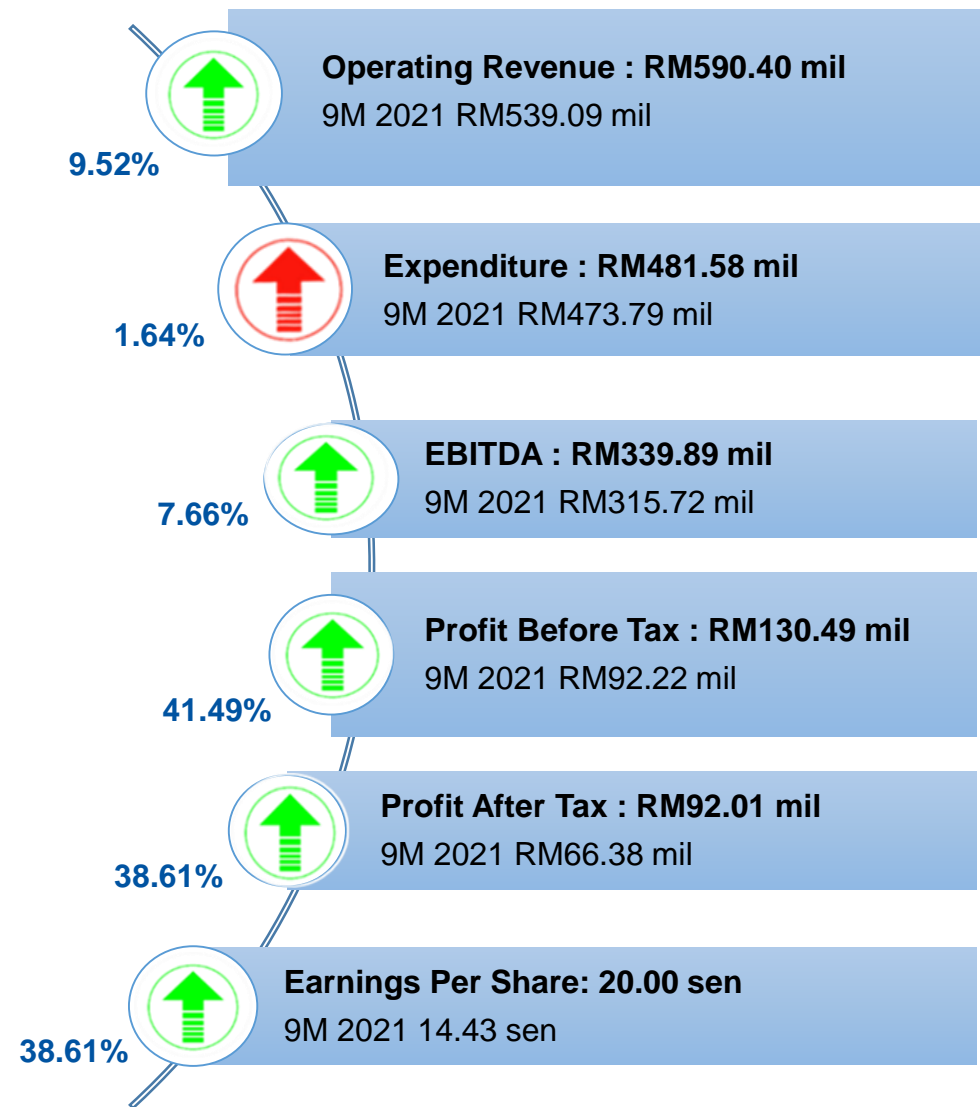 Operating Revenue : RM590.40 mil
9M 2021 RM539.09 mil
9.52%
Expenditure : RM481.58 mil
9M 2021 RM473.79 mil
1.64%
EBITDA : RM339.89 mil
9M 2021 RM315.72 mil
7.66%
Profit Before Tax : RM130.49 mil
9M 2021 RM92.22 mil
41.49%
Profit After Tax : RM92.01 mil
9M 2021 RM66.38 mil
38.61%
Earnings Per Share: 20.00 sen
9M 2021 14.43 sen
38.61%